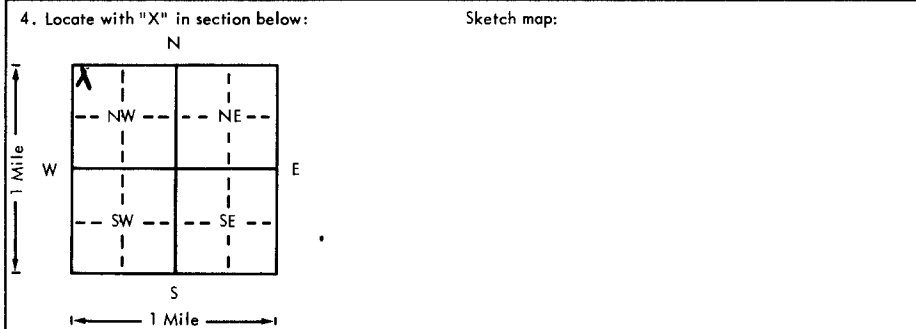 4. Locate with "X" in section below:
Sketch map:
N
X
NW
NE
1 Mile
W
E
SW
SE
S
1 Mile